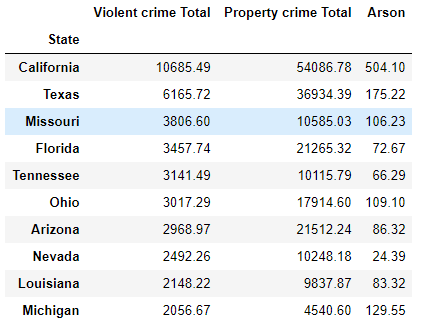 Violent crime Total Property crime Total Arson
State
California 10685.49 54086.78 504.10
Texas 6165.72 36934.39 175.22
Missouri 3806.60 10585.03 106.23
Florida 3457.74 21265.32 72.67
Tennessee 3141.49 10115.79 66.29
Ohio 3017.29 17914.60 109.10
Arizona 2968.97 21512.24 86.32
Nevada 2492.26 10248.18 24.39
Louisiana 2148.22 9837.87 83.32
Michigan 2056.67 4540.60 129.55